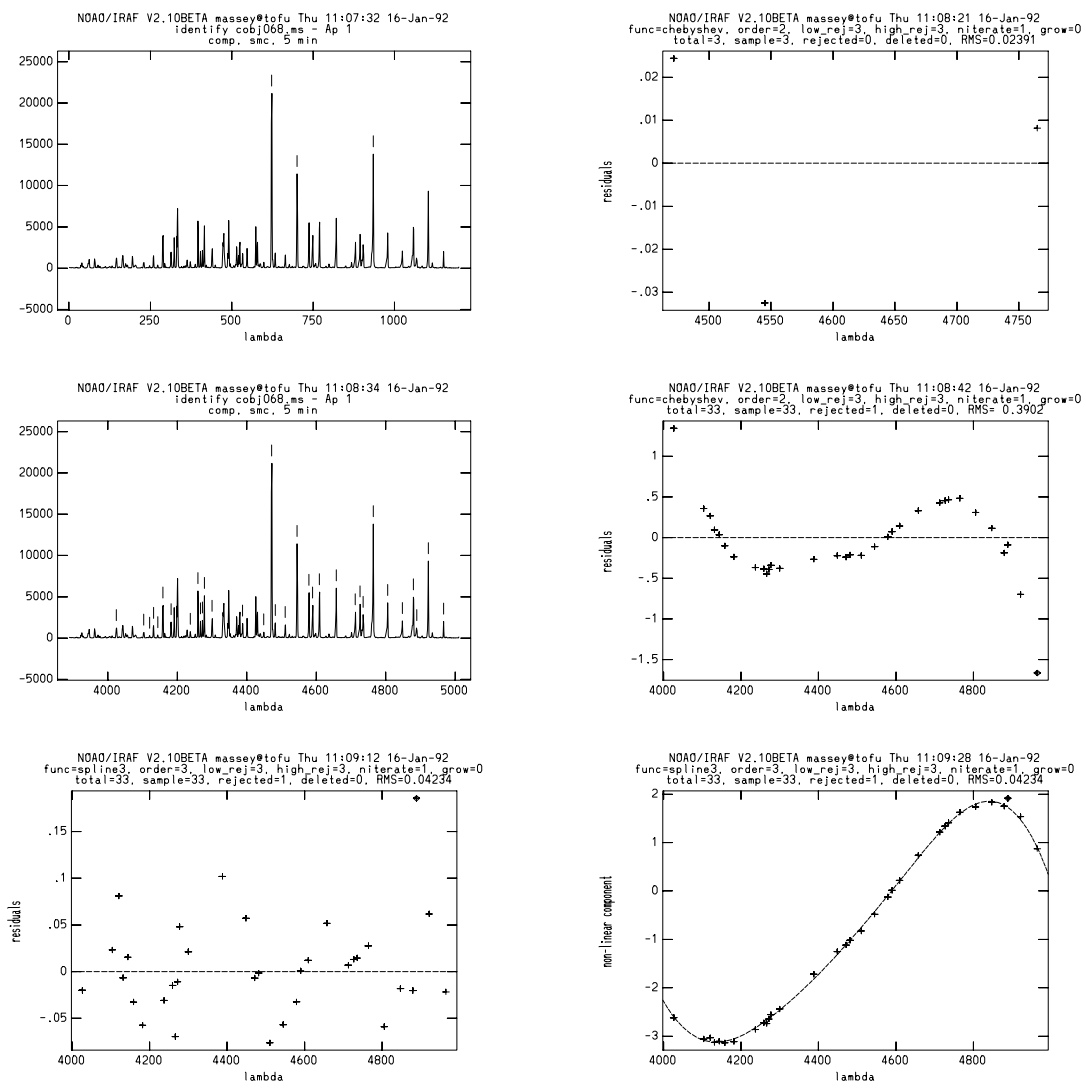 NOAO/IRAF V2.10BETA massey@tofu Thu 11:07:32 16-Jan-92
identify cobj068.ms - Ap 1
comp, smc, 5 min
25000
20000
15000
10000
5000
0
-5000
0 250 500 750 1000
lambda
NOAO/IRAF V2.10BETA massey@tofu Thu 11:08:21 16-Jan-92
func=chebyshev, order=2, low_rej=3, high_rej=3, niterate=1, grow=0
total=3, sample=3, rejected=0, deleted=0, RMS=0.02391
.02
.01
0
-.01
-.02
-.03
residuals
4500 4550 4600 4650 4700 4750
lambda
NOAO/IRAF V2.10BETA massey@tofu Thu 11:08:34 16-Jan-92
identify cobj068.ms - Ap 1
comp, smc, 5 min
25000
20000
15000
10000
5000
0
-5000
4000 4200 4400 4600 4800 5000
lambda
NOAO/IRAF V2.10BETA massey@tofu Thu 11:08:42 16-Jan-92
func=chebyshev, order=2, low_rej=3, high_rej=3, niterate=1, grow=0
total=33, sample=33, rejected=1, deleted=0, RMS= 0.3902
1
.5
0
-.5
-1
-1.5
residuals
4000 4200 4400 4600 4800
lambda
NOAO/IRAF V2.10BETA massey@tofu Thu 11:09:12 16-Jan-92
func=spline3, order=3, low_rej=3, high_rej=3, niterate=1, grow=0
total=33, sample=33, rejected=1, deleted=0, RMS=0.04234
.15
.1
.05
0
-.05
residuals
4000 4200 4400 4600 4800
lambda
NOAO/IRAF V2.10BETA massey@tofu Thu 11:09:28 16-Jan-92
func=spline3, order=3, low_rej=3, high_rej=3, niterate=1, grow=0
total=33, sample=33, rejected=1, deleted=0, RMS=0.04234
2
1
0
-1
-2
-3
non-linear component
4000 4200 4400 4600 4800
lambda